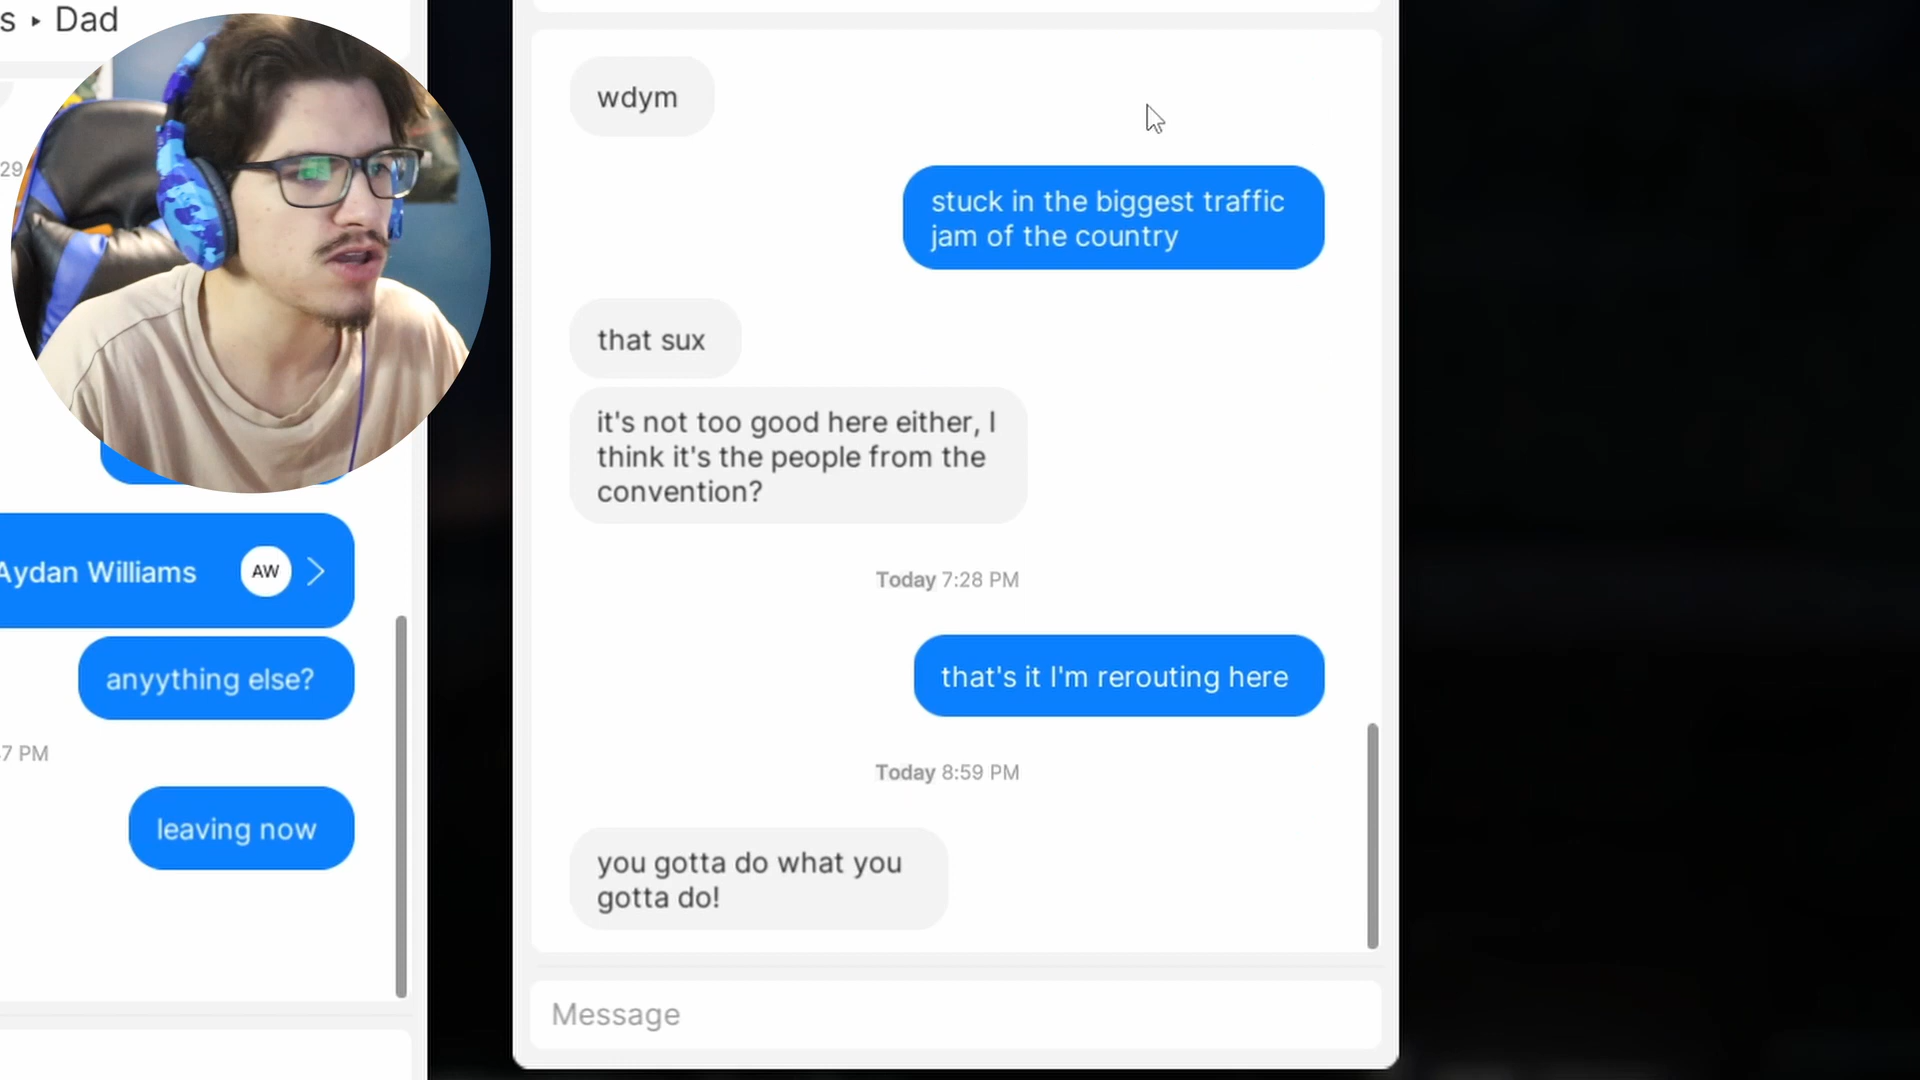 s ▸ Dad
29
Aydan Williams
AW
anyything else?
7 PM
leaving now
wdym
stuck in the biggest traffic
jam of the country
that sux
it's not too good here either, I
think it's the people from the
convention?
Today 7:28 PM
that's it I'm rerouting here
Today 8:59 PM
you gotta do what you
gotta do!
Message